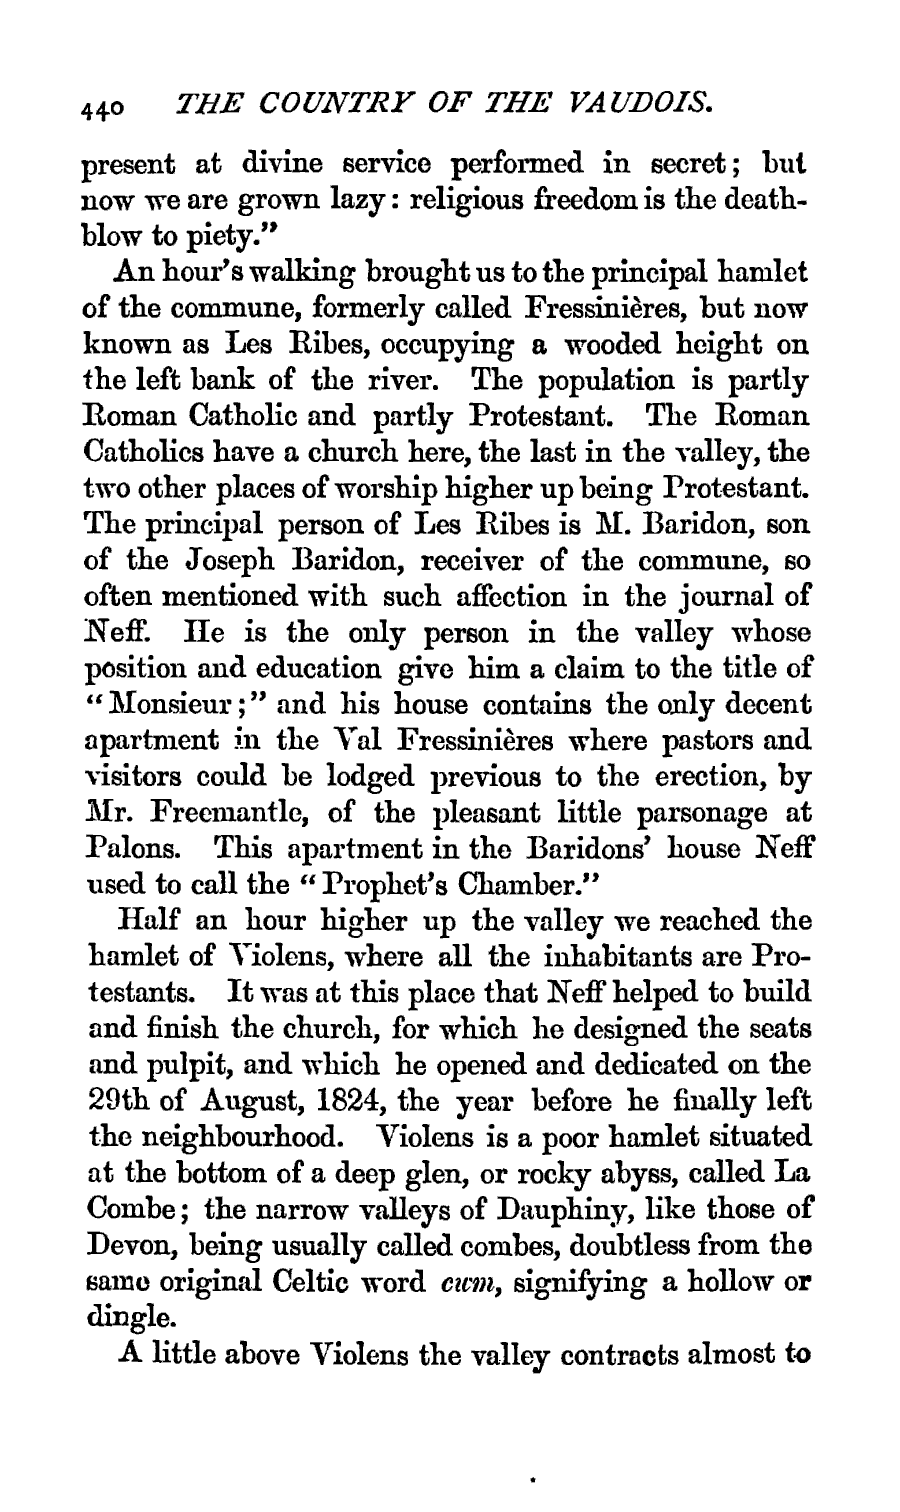 440 THE COUNTRY OF THE VAUDOIS.
present at divine service performed in secret; but
now we are grown lazy: religious freedom is the death-
blow to piety.”
An hour’s walking brought us to the principal hamlet
of the commune, formerly called Fressinières, but now
known as Les Ribes, occupying a wooded height on
the left bank of the river. The population is partly
Roman Catholic and partly Protestant. The Roman
Catholics have a church here, the last in the valley, the
two other places of worship higher up being Protestant.
The principal person of Les Ribes is M. Baridon, son
of the Joseph Baridon, receiver of the commune, so
often mentioned with such affection in the journal of
Neff. He is the only person in the valley whose
position and education give him a claim to the title of
“Monsieur;” and his house contains the only decent
apartment in the Val Fressinières where pastors and
visitors could be lodged previous to the erection, by
Mr. Freemantle, of the pleasant little parsonage at
Palons. This apartment in the Baridons’ house Neff
used to call the “Prophet’s Chamber.”
Half an hour higher up the valley we reached the
hamlet of Violens, where all the inhabitants are Pro-
testants. It was at this place that Neff helped to build
and finish the church, for which he designed the seats
and pulpit, and which he opened and dedicated on the
29th of August, 1824, the year before he finally left
the neighbourhood. Violens is a poor hamlet situated
at the bottom of a deep glen, or rocky abyss, called La
Combe; the narrow valleys of Dauphiny, like those of
Devon, being usually called combes, doubtless from the
same original Celtic word cwm, signifying a hollow or
dingle.
A little above Violens the valley contracts almost to